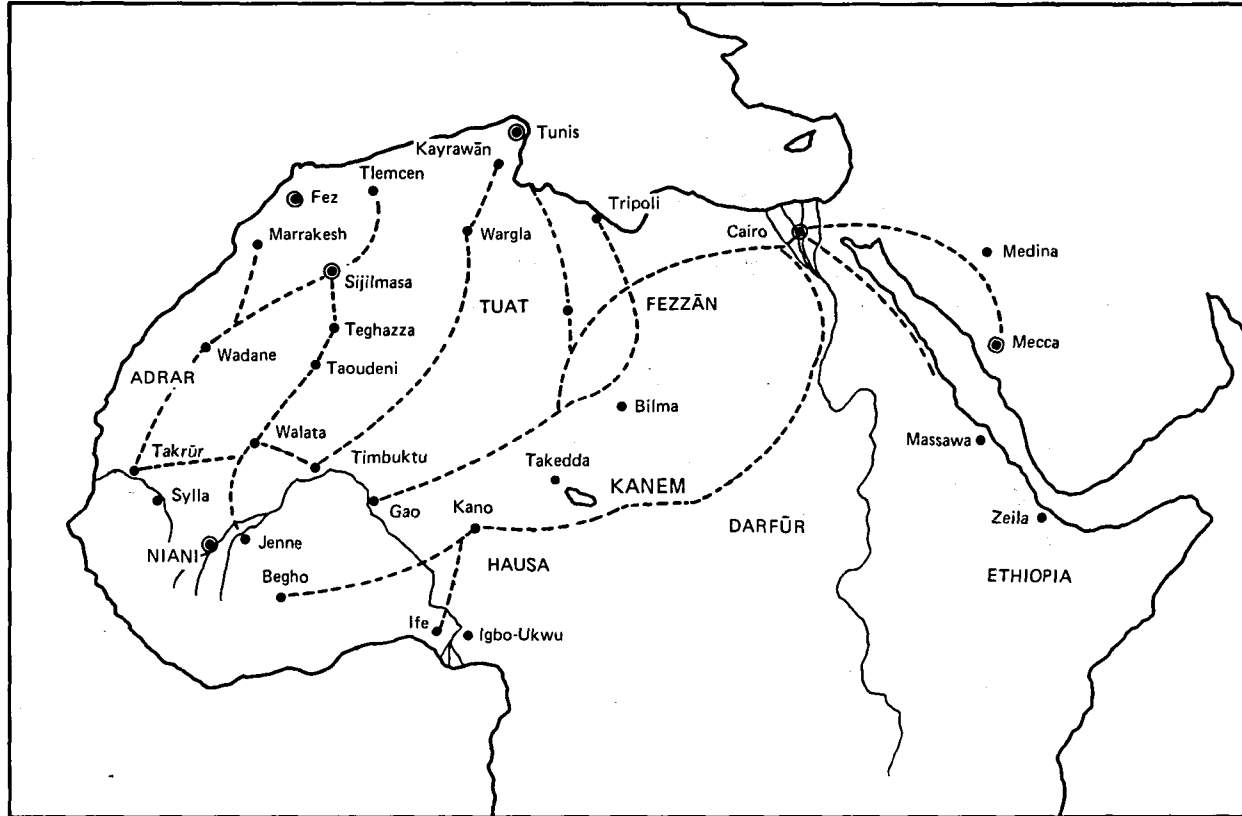 Tunis
Kayrawān
Tlemcen
Fez
Tripoli
Marrakesh
Wargla
Cairo
Medina
Sijilmasa
TUAT
FEZZĀN
Teghazza
Mecca
Wadane
Taoudeni
ADRAR
Bilma
Walata
Massawa
Takrūr
Timbuktu
Takedda
KANEM
Sylla
Gao
Kano
Zeila
DARFŪR
NIANI
Jenne
HAUSA
ETHIOPIA
Begho
Ife
Igbo-Ukwu